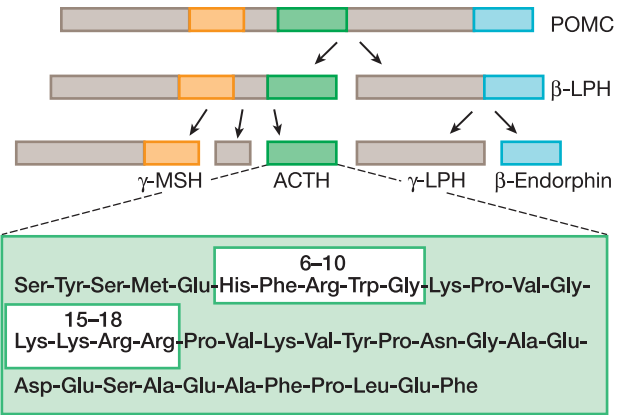 POMC
β-LPH
γ-MSH ACTH γ-LPH β-Endorphin
6–10
Ser-Tyr-Ser-Met-Glu-His-Phe-Arg-Trp-Gly-Lys-Pro-Val-Gly-
15–18
Lys-Lys-Arg-Arg-Pro-Val-Lys-Val-Tyr-Pro-Asn-Gly-Ala-Glu-
Asp-Glu-Ser-Ala-Glu-Ala-Phe-Pro-Leu-Glu-Phe